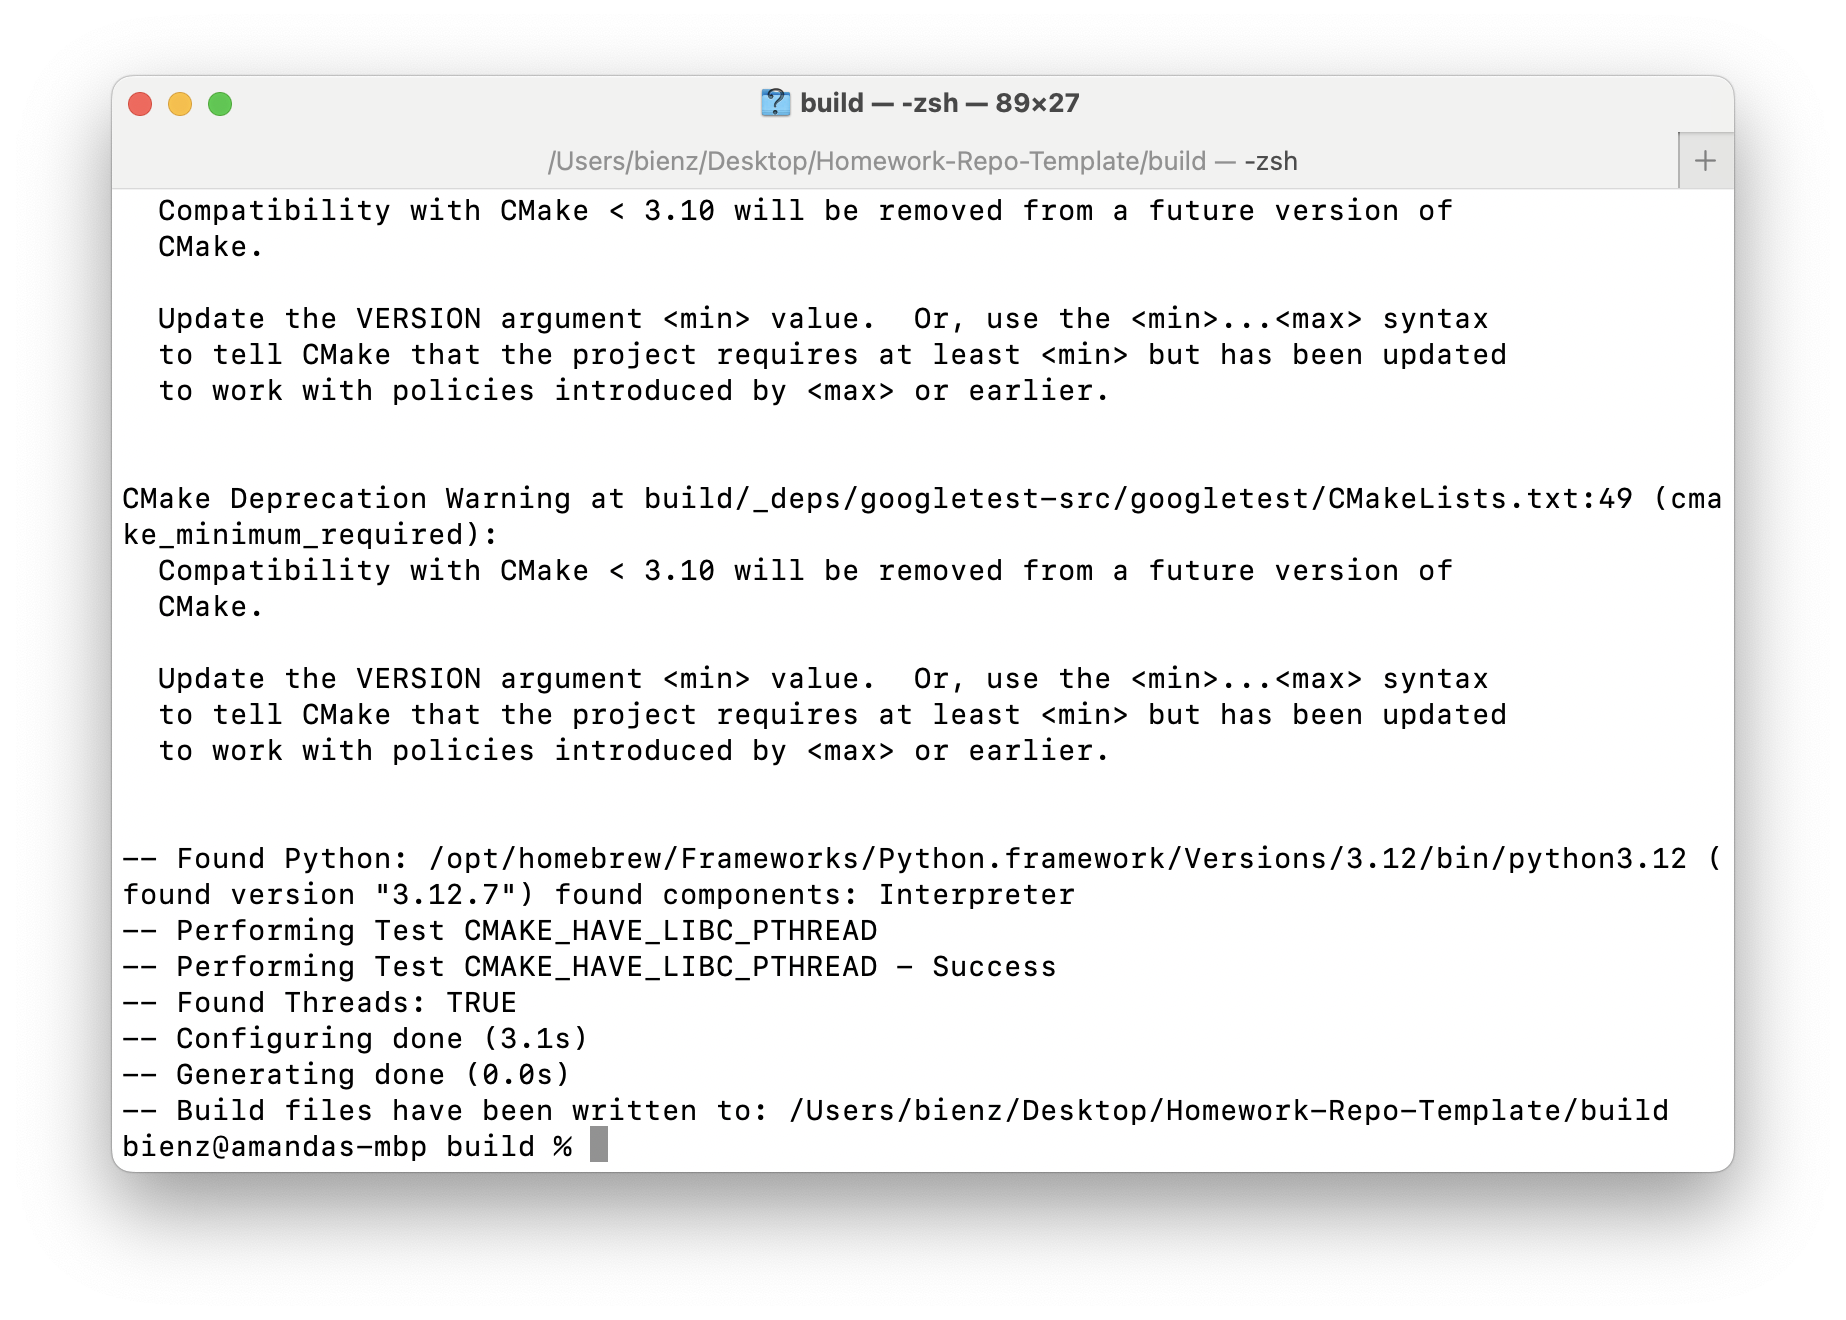 build — -zsh — 89×27
/Users/bienz/Desktop/Homework-Repo-Template/build — -zsh
Compatibility with CMake < 3.10 will be removed from a future version of
CMake.
Update the VERSION argument <min> value.  Or, use the <min>...<max> syntax
to tell CMake that the project requires at least <min> but has been updated
to work with policies introduced by <max> or earlier.
CMake Deprecation Warning at build/_deps/googletest-src/googletest/CMakeLists.txt:49 (cma
ke_minimum_required):
Compatibility with CMake < 3.10 will be removed from a future version of
CMake.
Update the VERSION argument <min> value.  Or, use the <min>...<max> syntax
to tell CMake that the project requires at least <min> but has been updated
to work with policies introduced by <max> or earlier.
-- Found Python: /opt/homebrew/Frameworks/Python.framework/Versions/3.12/bin/python3.12 (
found version "3.12.7") found components: Interpreter
-- Performing Test CMAKE_HAVE_LIBC_PTHREAD
-- Performing Test CMAKE_HAVE_LIBC_PTHREAD - Success
-- Found Threads: TRUE
-- Configuring done (3.1s)
-- Generating done (0.0s)
-- Build files have been written to: /Users/bienz/Desktop/Homework-Repo-Template/build
bienz@amandas-mbp build %